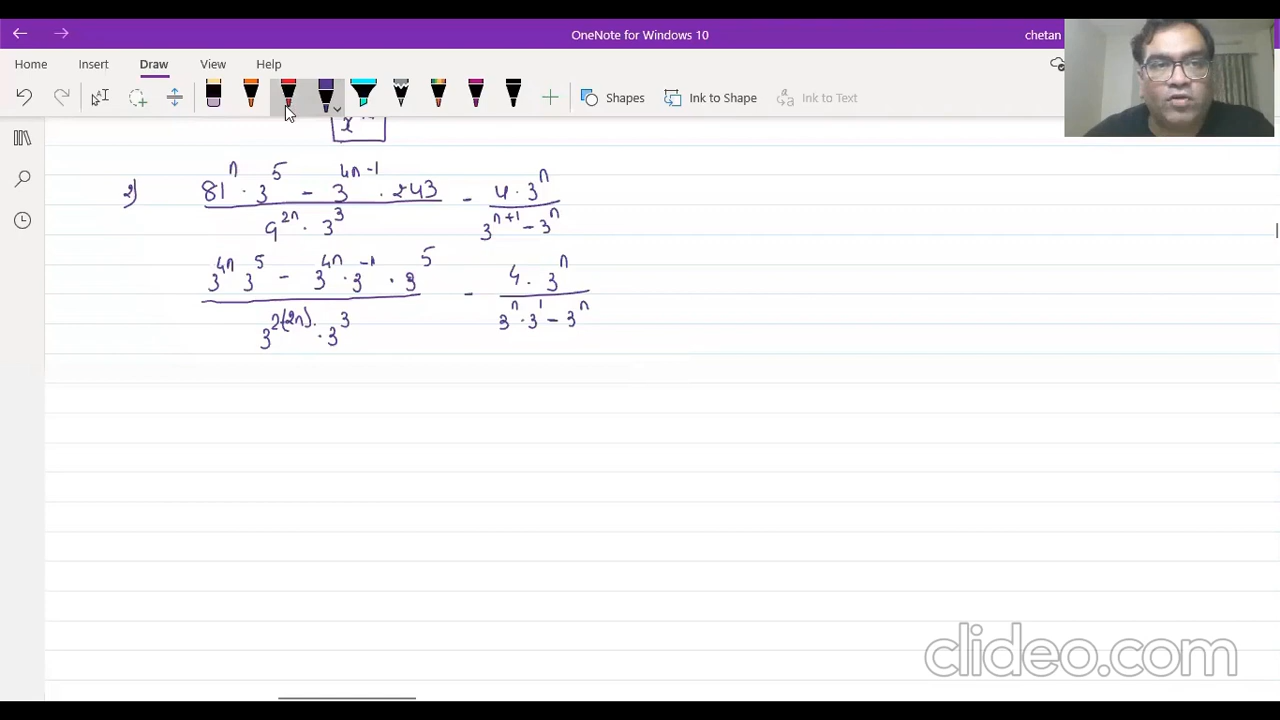 OneNote for Windows 10
chetan
Home Insert Draw View Help
Shapes Ink to Shape Ink to Text
2) (81^n · 3^5 - 3^(4n-1) · 243) / (9^(2n) · 3^3) - (4 · 3^n) / (3^(n+1) - 3^n)
(3^(4n) 3^5 - 3^(4n) · 3^(-1) · 3^5) / (3^(2(2n)) · 3^3) - (4 · 3^n) / (3^n · 3^1 - 3^n)
clideo.com